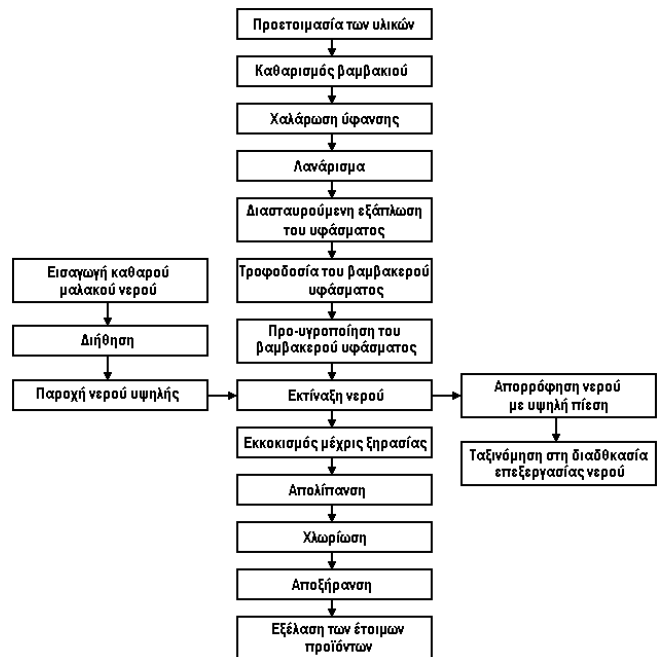 Προετοιμασία των υλικών
Καθαρισμός βαμβακιού
Χαλάρωση ύφανσης
Λανάρισμα
Διασταυρούμενη εξάπλωση
του υφάσματος
Τροφοδοσία του βαμβακερού
υφάσματος
Προ-υγροποίηση του
βαμβακερού υφάσματος
Εισαγωγή καθαρού
μαλακού νερού
Διήθηση
Παροχή νερού υψηλής
Εκτίναξη νερού
Απορρόφηση νερού
με υψηλή πίεση
Ταξινόμηση στη διαδθκασία
επεξεργασίας νερού
Εκκοκισμός μέχρις ξηρασίας
Απολίπανση
Χλωρίωση
Αποξήρανση
Εξέλαση των έτοιμων
προϊόντων